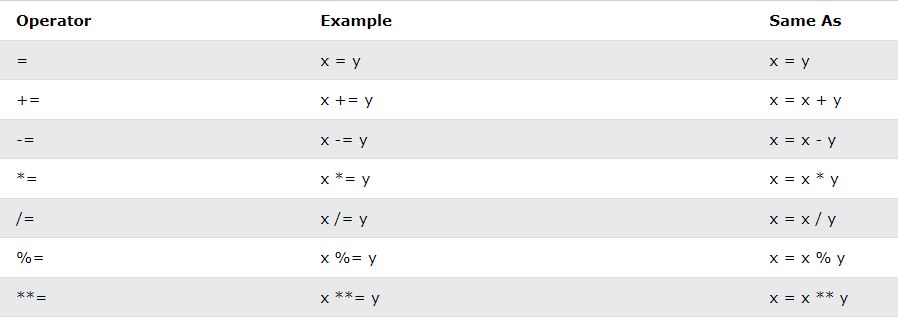 Operator Example Same As
= x = y x = y
+= x += y x = x + y
-= x -= y x = x - y
*= x *= y x = x * y
/= x /= y x = x / y
%= x %= y x = x % y
**= x **= y x = x ** y